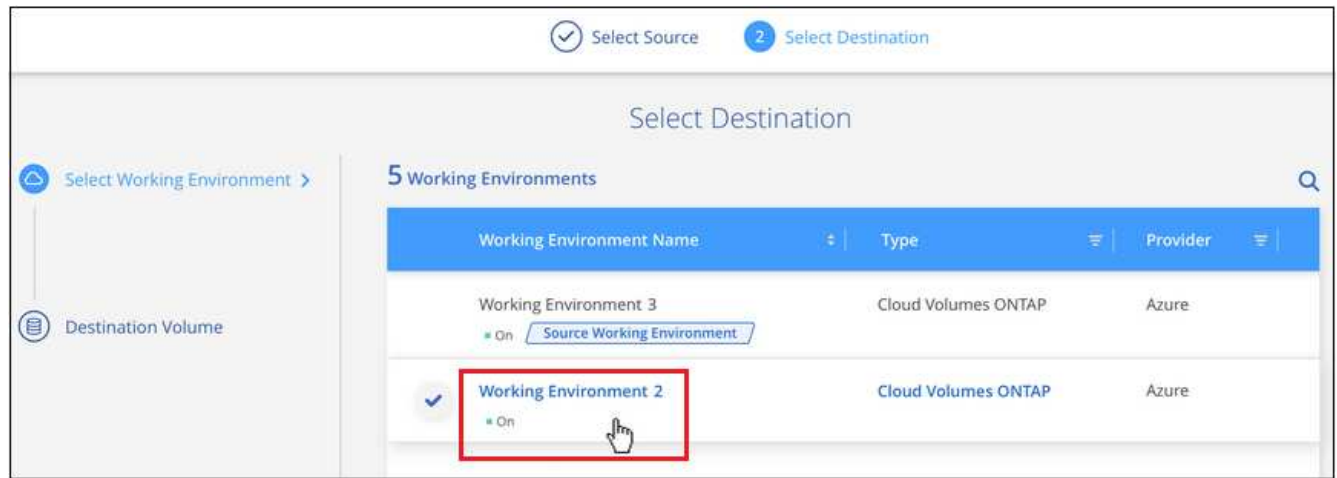 Select Source 2 Select Destination
Select Destination
Select Working Environment >
5 Working Environments
Working Environment Name Type Provider
Working Environment 3 Cloud Volumes ONTAP Azure
On Source Working Environment
Destination Volume
Working Environment 2 Cloud Volumes ONTAP Azure
On